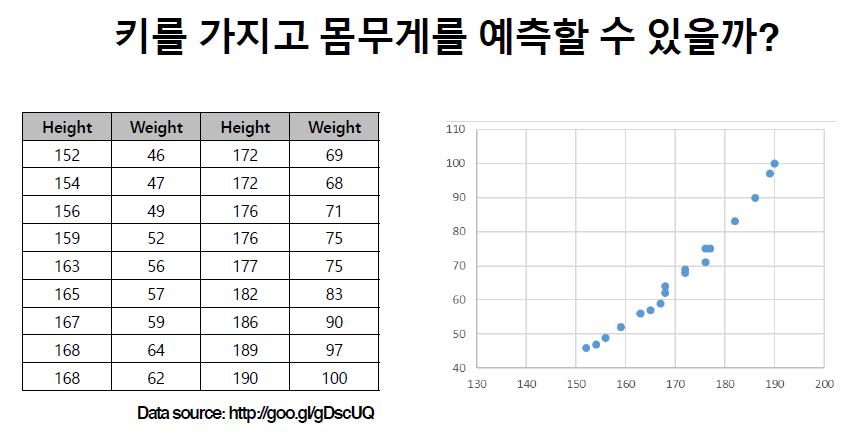 키를 가지고 몸무게를 예측할 수 있을까?
Height Weight Height Weight
152 46 172 69
154 47 172 68
156 49 176 71
159 52 176 75
163 56 177 75
165 57 182 83
167 59 186 90
168 64 189 97
168 62 190 100
Data source: http://goo.gl/gDscUQ
110
100
90
80
70
60
50
40
130 140 150 160 170 180 190 200